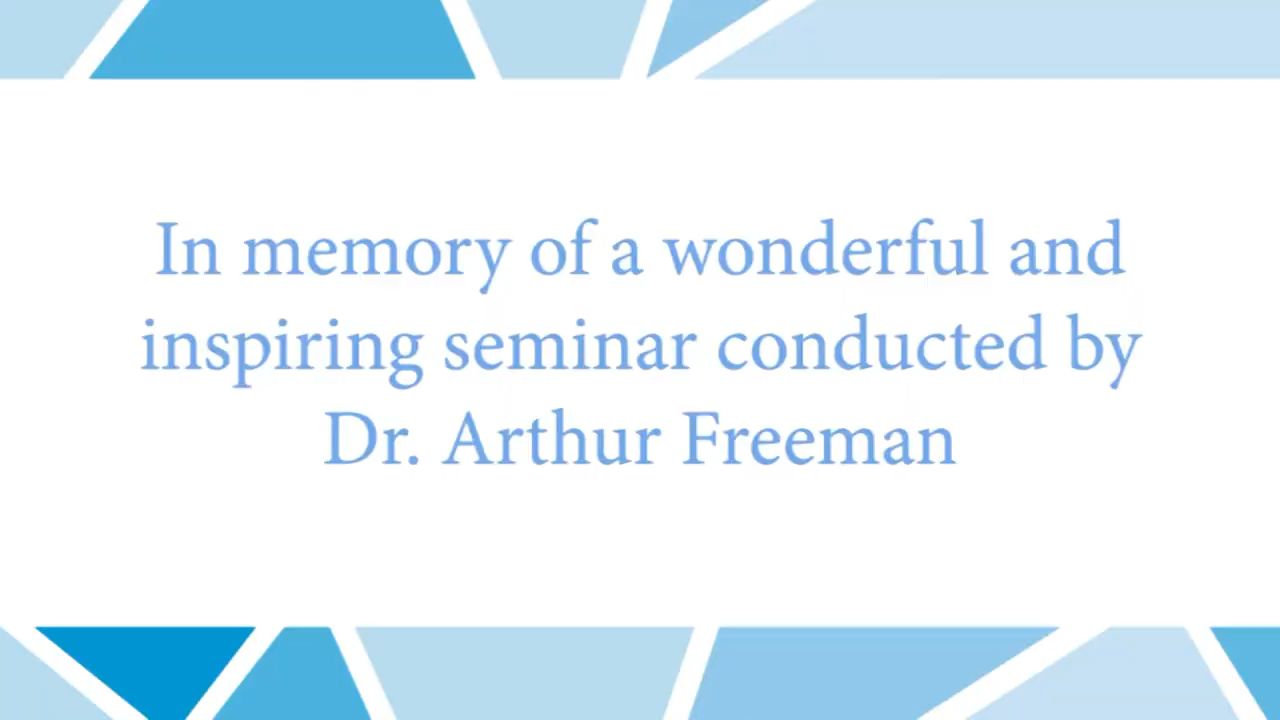 In memory of a wonderful and
inspiring seminar conducted by
Dr. Arthur Freeman